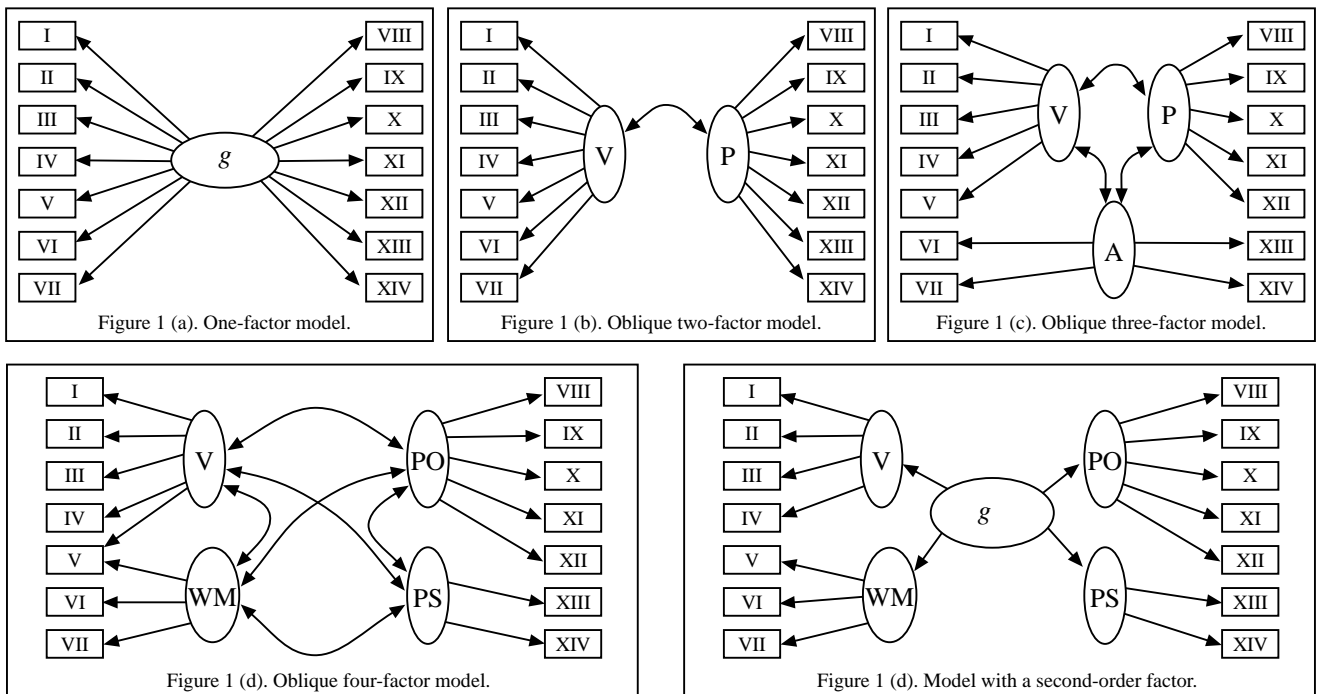 I VIII
II IX
III X
IV g XI
V XII
VI XIII
VII XIV
Figure 1 (a). One-factor model.
I VIII
II IX
III X
IV V P XI
V XII
VI XIII
VII XIV
Figure 1 (b). Oblique two-factor model.
I VIII
II IX
III V P X
IV XI
V XII
VI A XIII
VII XIV
Figure 1 (c). Oblique three-factor model.
I VIII
II IX
III V PO X
IV XI
V XII
VI WM PS XIII
VII XIV
Figure 1 (d). Oblique four-factor model.
I VIII
II IX
III V PO X
IV g XI
V XII
VI WM PS XIII
VII XIV
Figure 1 (d). Model with a second-order factor.